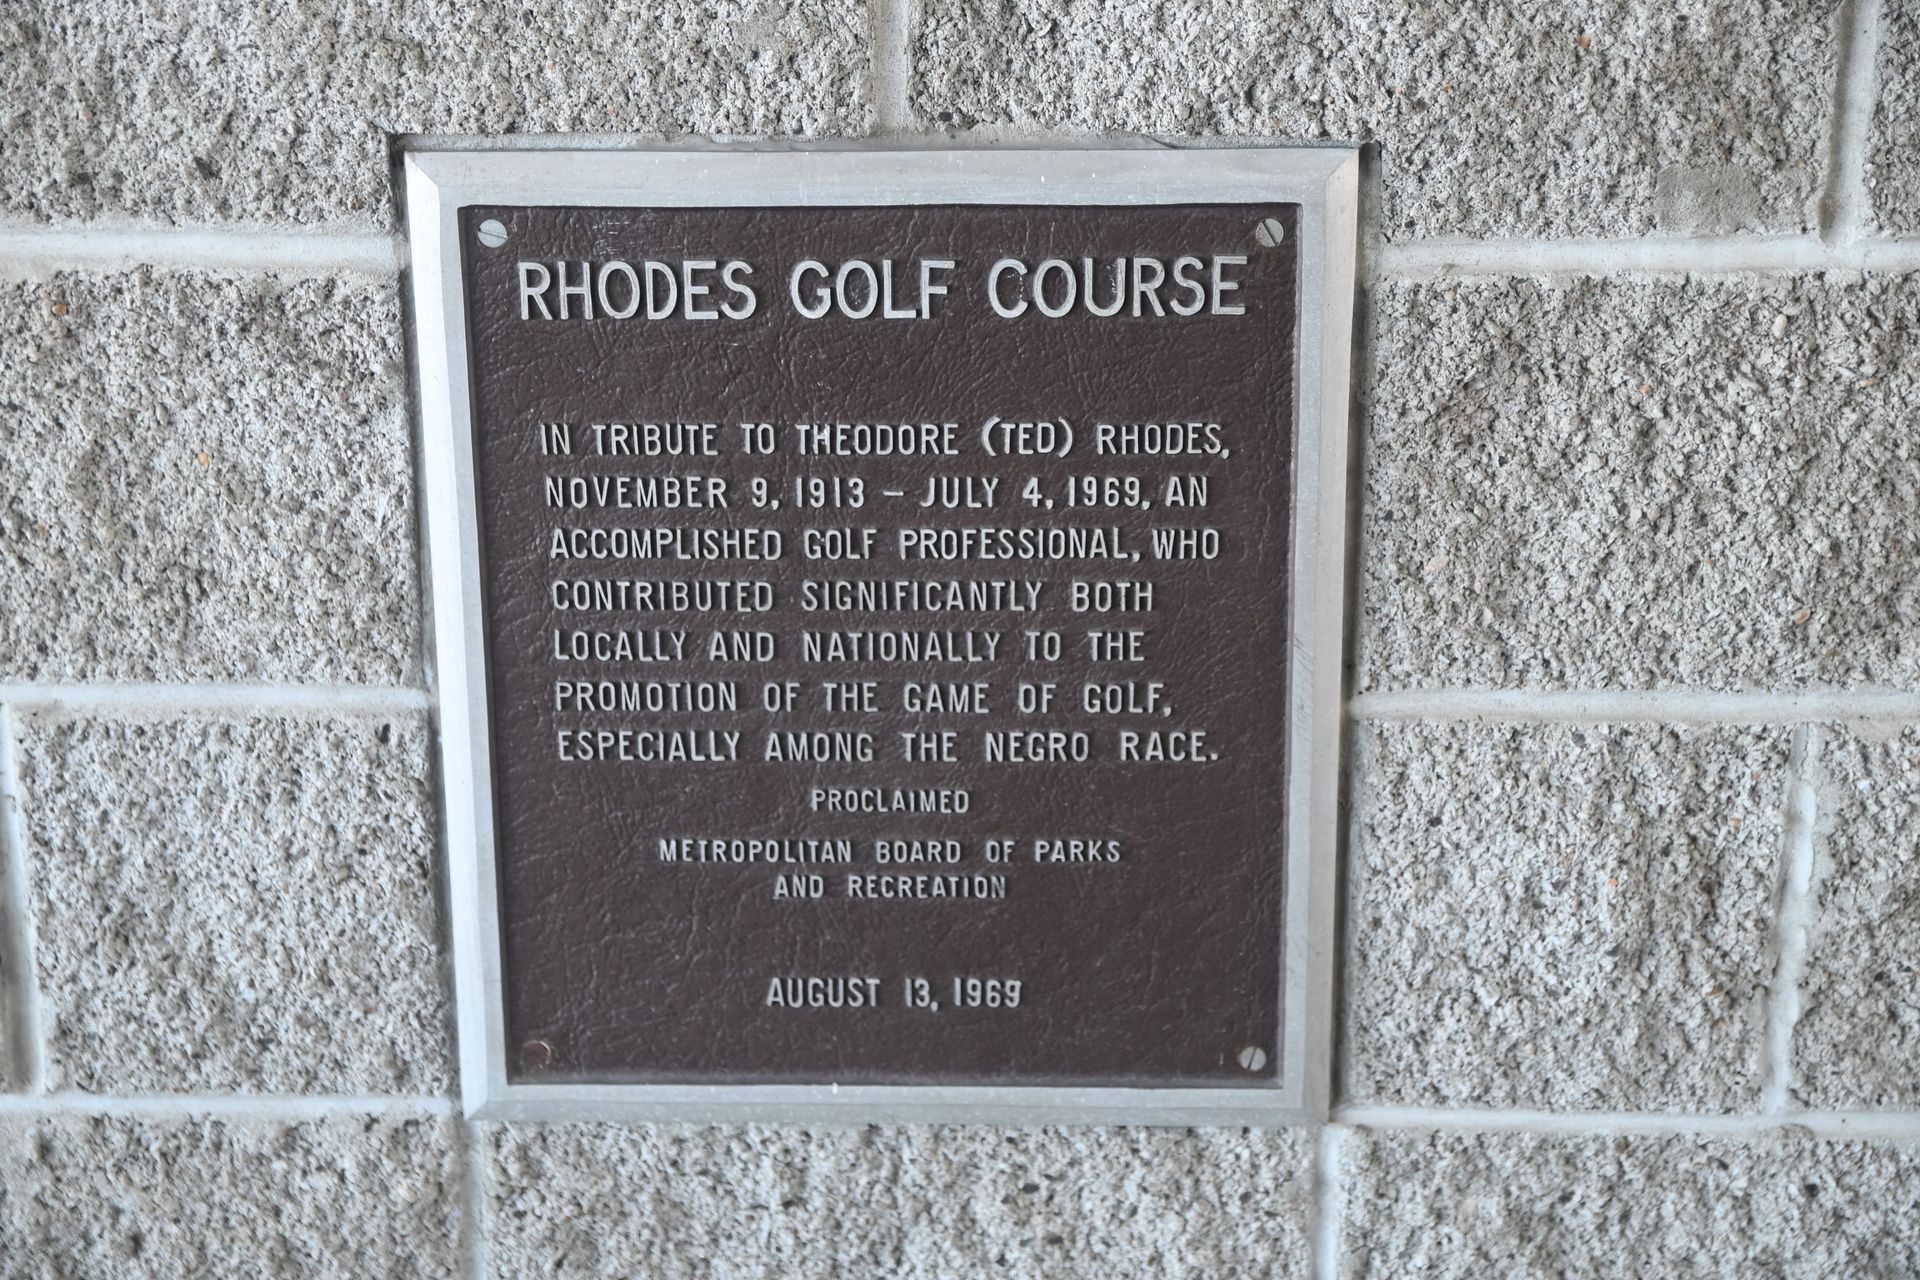 RHODES GOLF COURSE
IN TRIBUTE TO THEODORE (TED) RHODES,
NOVEMBER 9, 1913 – JULY 4, 1969, AN
ACCOMPLISHED GOLF PROFESSIONAL, WHO
CONTRIBUTED SIGNIFICANTLY BOTH
LOCALLY AND NATIONALLY TO THE
PROMOTION OF THE GAME OF GOLF,
ESPECIALLY AMONG THE NEGRO RACE.
PROCLAIMED
METROPOLITAN BOARD OF PARKS
AND RECREATION
AUGUST 13, 1969